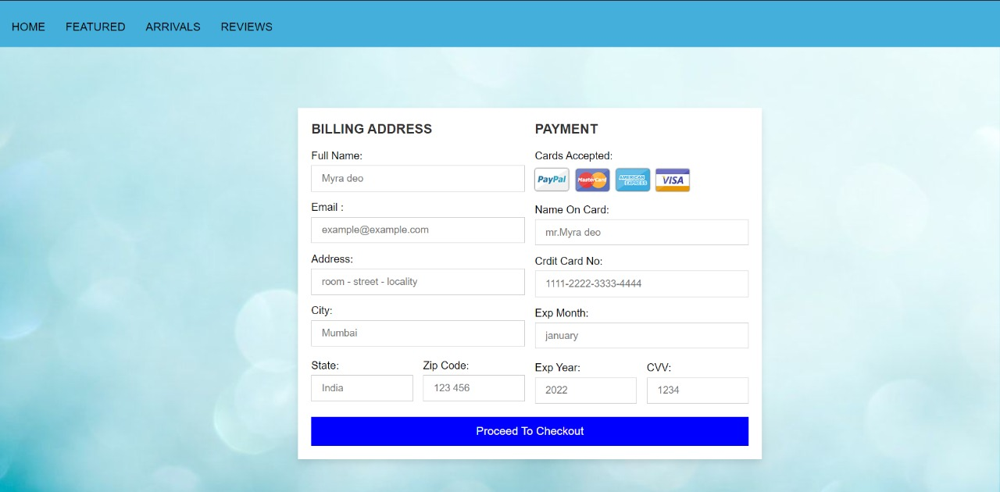 HOME FEATURED ARRIVALS REVIEWS
BILLING ADDRESS
Full Name:
Myra deo
Email :
example@example.com
Address:
room - street - locality
City:
Mumbai
State: Zip Code:
India 123 456
PAYMENT
Cards Accepted:
PayPal MasterCard AMERICAN EXPRESS VISA
Name On Card:
mr.Myra deo
Crdit Card No:
1111-2222-3333-4444
Exp Month:
january
Exp Year: CVV:
2022 1234
Proceed To Checkout